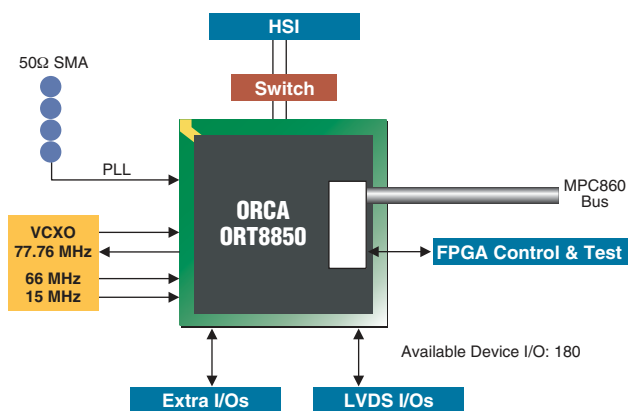 HSI
50Ω SMA
Switch
PLL
ORCA
ORT8850
MPC860
Bus
VCXO
77.76 MHz
66 MHz
15 MHz
FPGA Control & Test
Available Device I/O: 180
Extra I/Os
LVDS I/Os